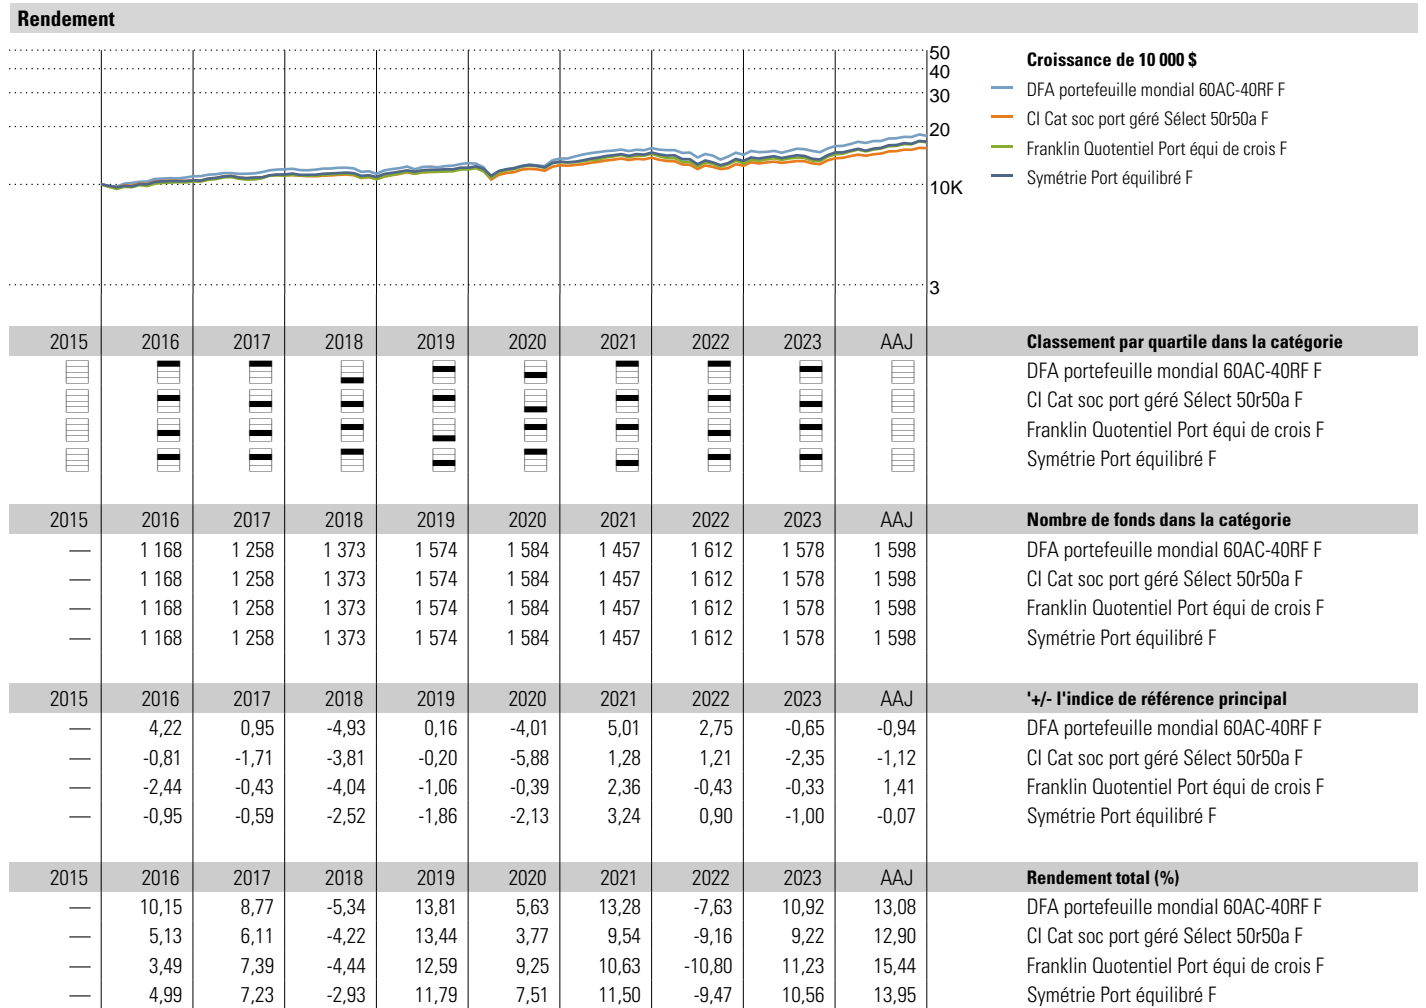 Rendement
50
40
30
20
10K
3
Croissance de 10 000 $
DFA portefeuille mondial 60AC-40RF F
CI Cat soc port géré Sélect 50r50a F
Franklin Quotentiel Port équi de crois F
Symétrie Port équilibré F
2015 2016 2017 2018 2019 2020 2021 2022 2023 AAJ Classement par quartile dans la catégorie
DFA portefeuille mondial 60AC-40RF F
CI Cat soc port géré Sélect 50r50a F
Franklin Quotentiel Port équi de crois F
Symétrie Port équilibré F
2015 2016 2017 2018 2019 2020 2021 2022 2023 AAJ Nombre de fonds dans la catégorie
— 1 168 1 258 1 373 1 574 1 584 1 457 1 612 1 578 1 598 DFA portefeuille mondial 60AC-40RF F
— 1 168 1 258 1 373 1 574 1 584 1 457 1 612 1 578 1 598 CI Cat soc port géré Sélect 50r50a F
— 1 168 1 258 1 373 1 574 1 584 1 457 1 612 1 578 1 598 Franklin Quotentiel Port équi de crois F
— 1 168 1 258 1 373 1 574 1 584 1 457 1 612 1 578 1 598 Symétrie Port équilibré F
2015 2016 2017 2018 2019 2020 2021 2022 2023 AAJ '+/- l'indice de référence principal
— 4,22 0,95 -4,93 0,16 -4,01 5,01 2,75 -0,65 -0,94 DFA portefeuille mondial 60AC-40RF F
— -0,81 -1,71 -3,81 -0,20 -5,88 1,28 1,21 -2,35 -1,12 CI Cat soc port géré Sélect 50r50a F
— -2,44 -0,43 -4,04 -1,06 -0,39 2,36 -0,43 -0,33 1,41 Franklin Quotentiel Port équi de crois F
— -0,95 -0,59 -2,52 -1,86 -2,13 3,24 0,90 -1,00 -0,07 Symétrie Port équilibré F
2015 2016 2017 2018 2019 2020 2021 2022 2023 AAJ Rendement total (%)
— 10,15 8,77 -5,34 13,81 5,63 13,28 -7,63 10,92 13,08 DFA portefeuille mondial 60AC-40RF F
— 5,13 6,11 -4,22 13,44 3,77 9,54 -9,16 9,22 12,90 CI Cat soc port géré Sélect 50r50a F
— 3,49 7,39 -4,44 12,59 9,25 10,63 -10,80 11,23 15,44 Franklin Quotentiel Port équi de crois F
— 4,99 7,23 -2,93 11,79 7,51 11,50 -9,47 10,56 13,95 Symétrie Port équilibré F